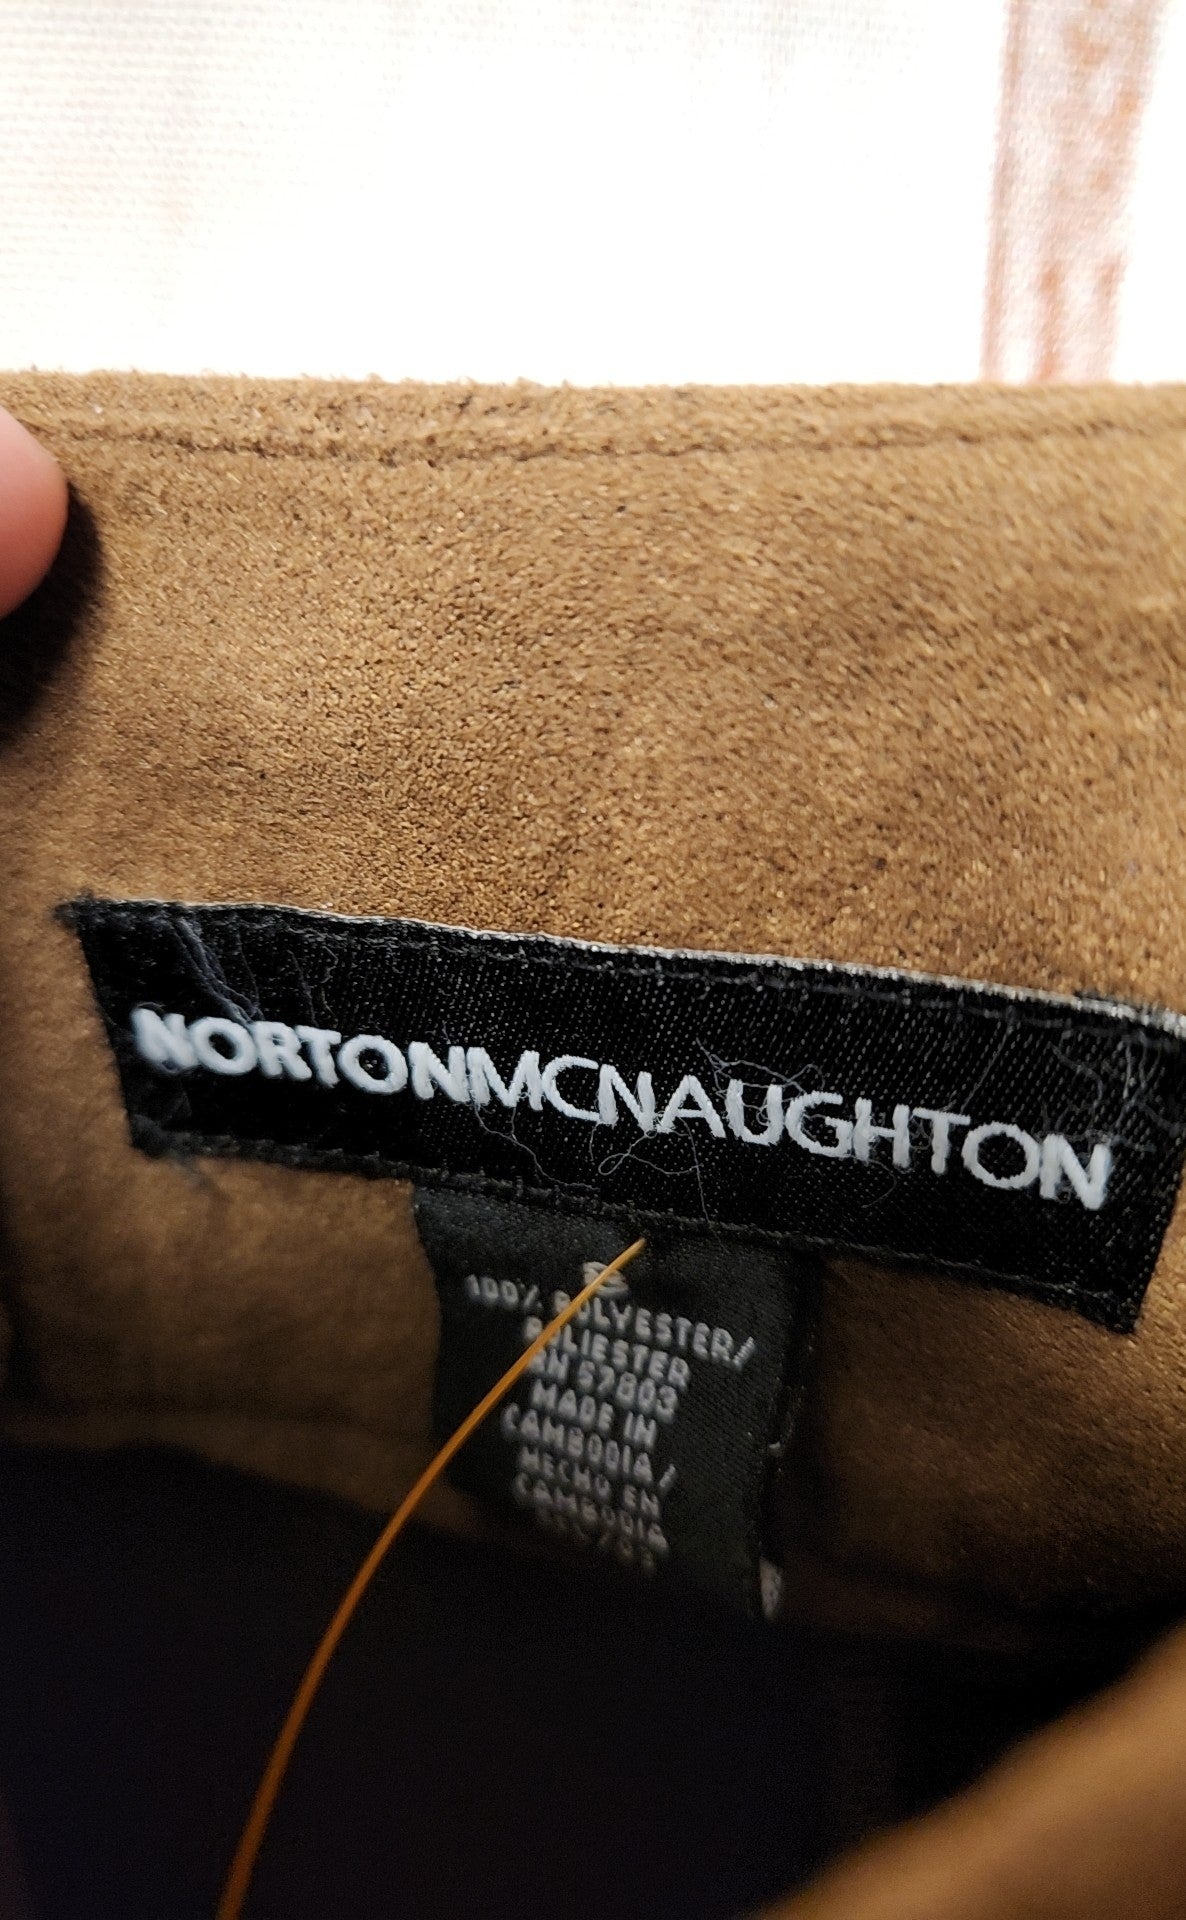 NORTONMCNAUGHTON
100% POLYESTER/
POLIESTER
RN 57803
MADE IN
CAMBODIA/
HECHO EN
CAMBODIA